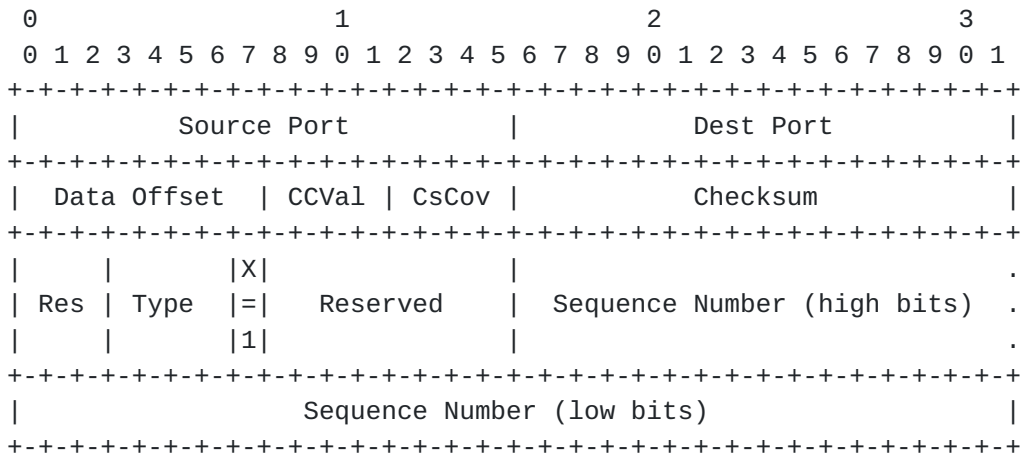 0                   1                   2                   3
 0 1 2 3 4 5 6 7 8 9 0 1 2 3 4 5 6 7 8 9 0 1 2 3 4 5 6 7 8 9 0 1
+-+-+-+-+-+-+-+-+-+-+-+-+-+-+-+-+-+-+-+-+-+-+-+-+-+-+-+-+-+-+-+-+
|          Source Port          |           Dest Port           |
+-+-+-+-+-+-+-+-+-+-+-+-+-+-+-+-+-+-+-+-+-+-+-+-+-+-+-+-+-+-+-+-+
|  Data Offset  | CCVal | CsCov |           Checksum            |
+-+-+-+-+-+-+-+-+-+-+-+-+-+-+-+-+-+-+-+-+-+-+-+-+-+-+-+-+-+-+-+-+
|     |       |X|               |                               .
| Res | Type  |=|   Reserved    |  Sequence Number (high bits)  .
|     |       |1|               |                               .
+-+-+-+-+-+-+-+-+-+-+-+-+-+-+-+-+-+-+-+-+-+-+-+-+-+-+-+-+-+-+-+-+
|                  Sequence Number (low bits)                   |
+-+-+-+-+-+-+-+-+-+-+-+-+-+-+-+-+-+-+-+-+-+-+-+-+-+-+-+-+-+-+-+-+